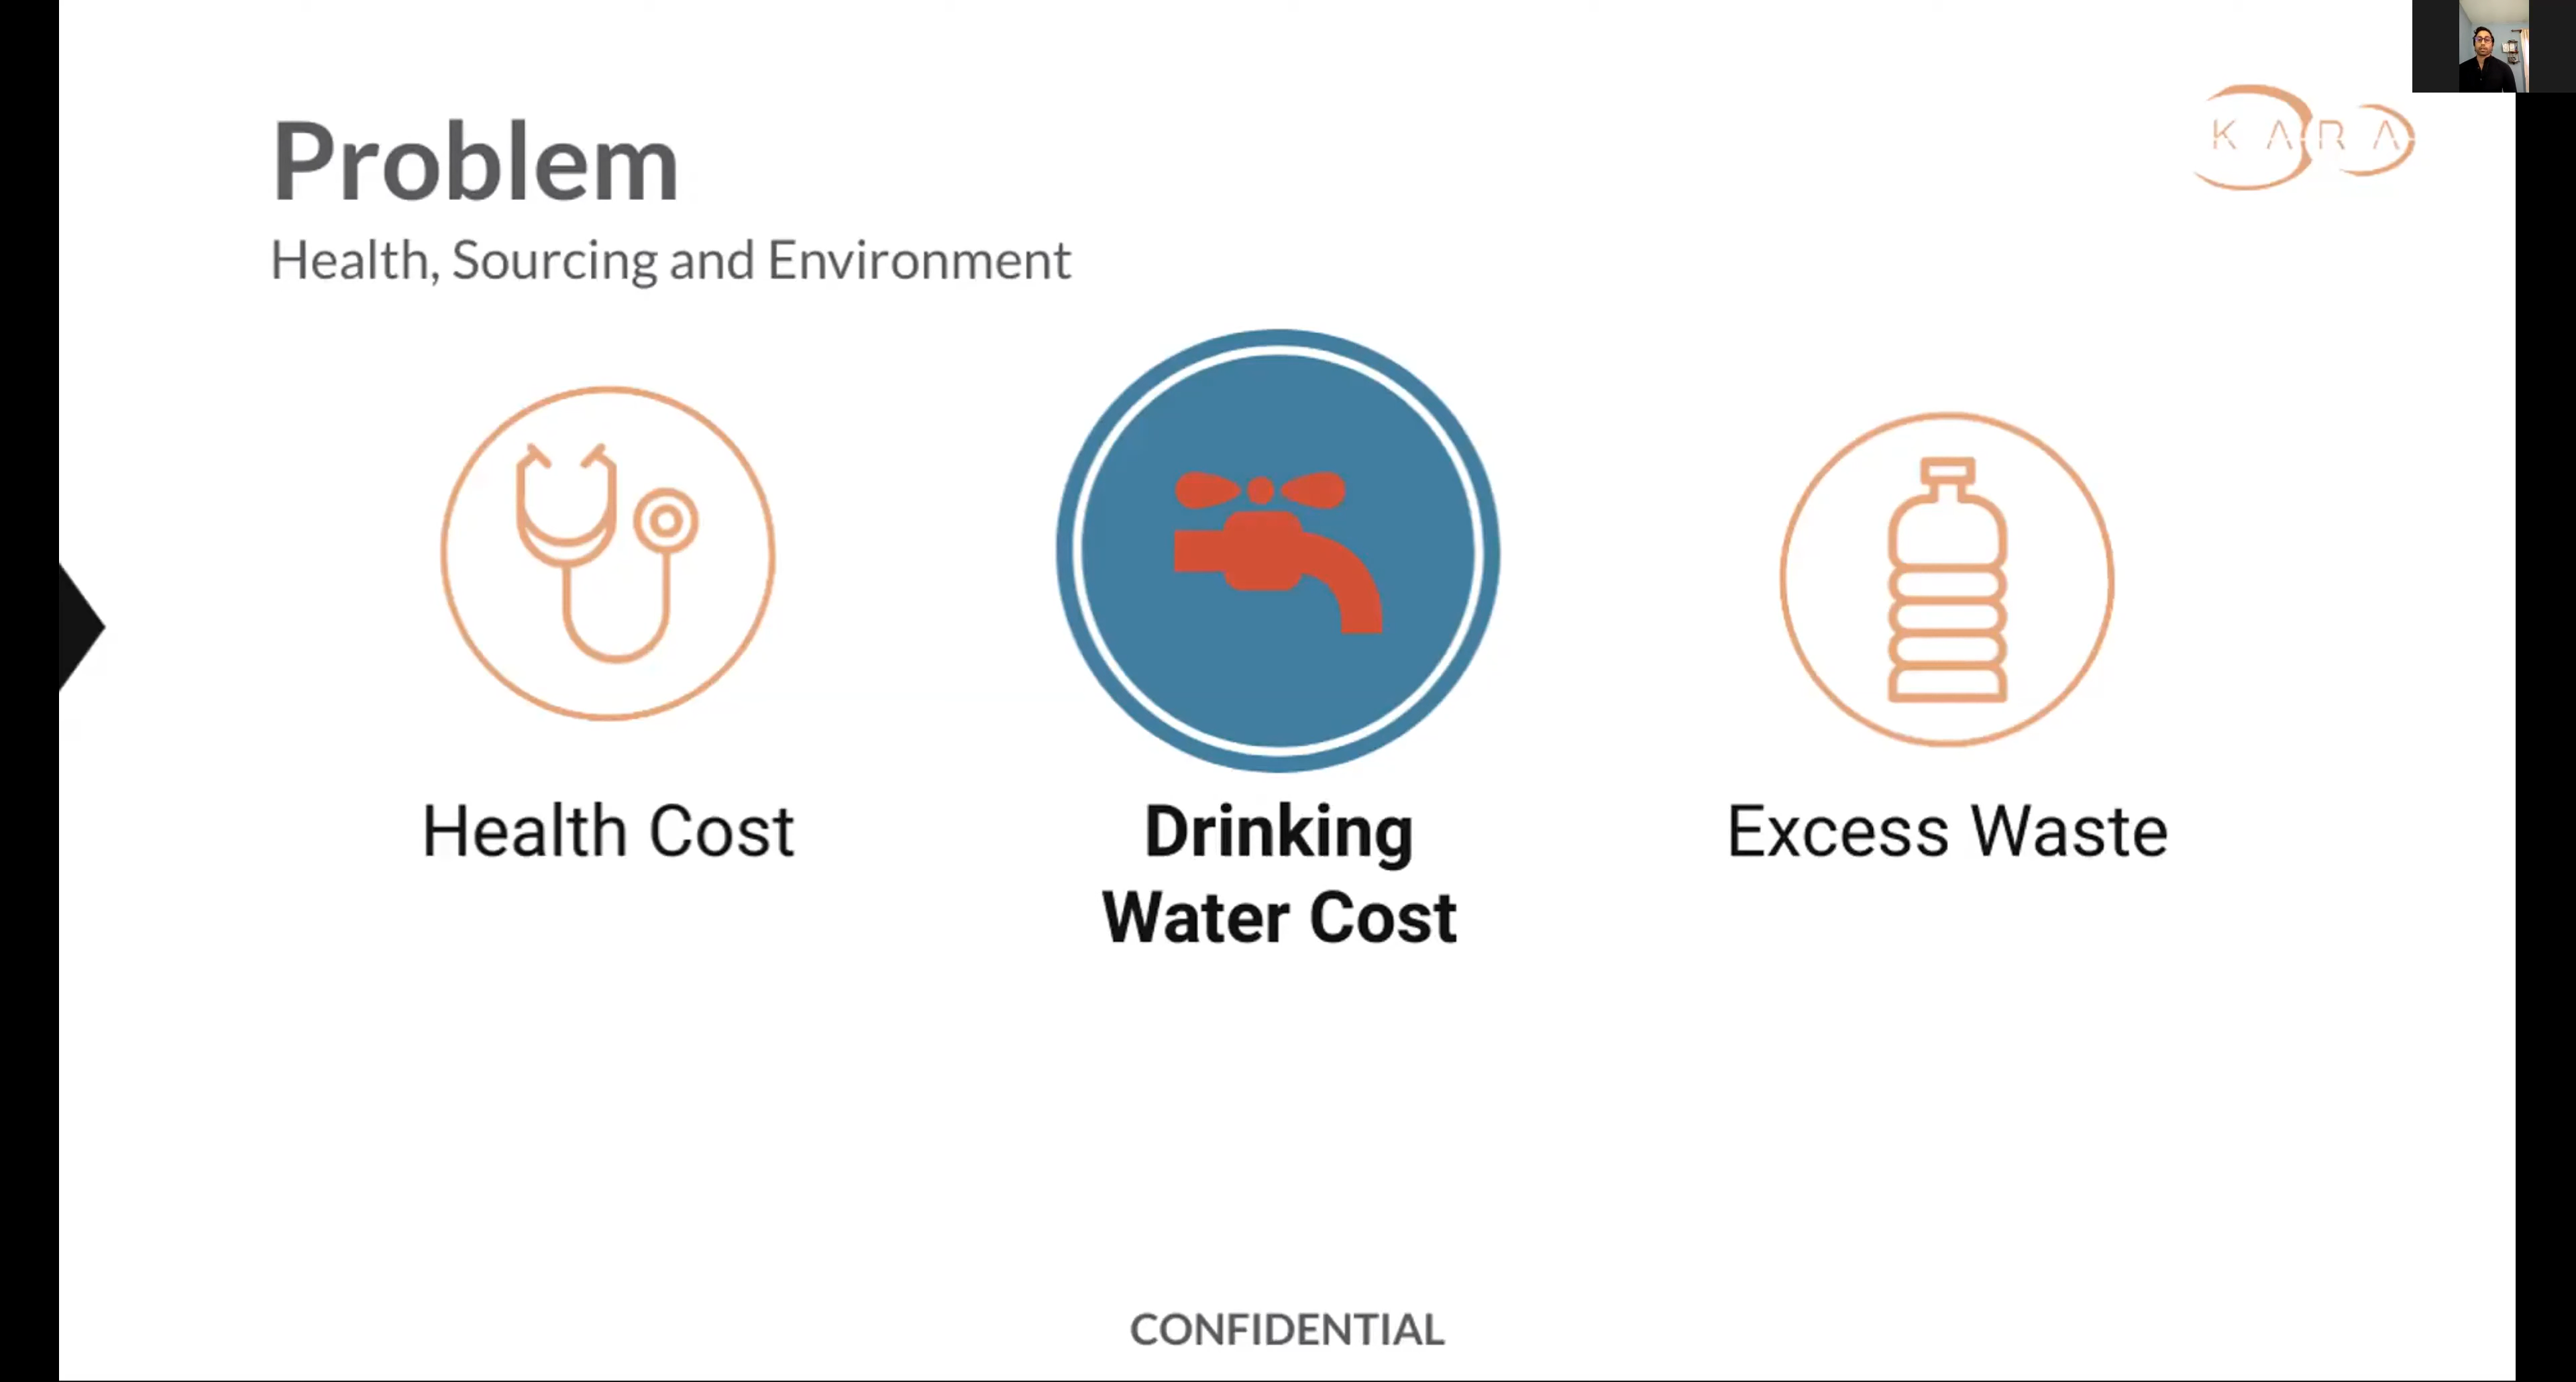 Problem
KARA
Health, Sourcing and Environment
Health Cost
Drinking
Water Cost
Excess Waste
CONFIDENTIAL